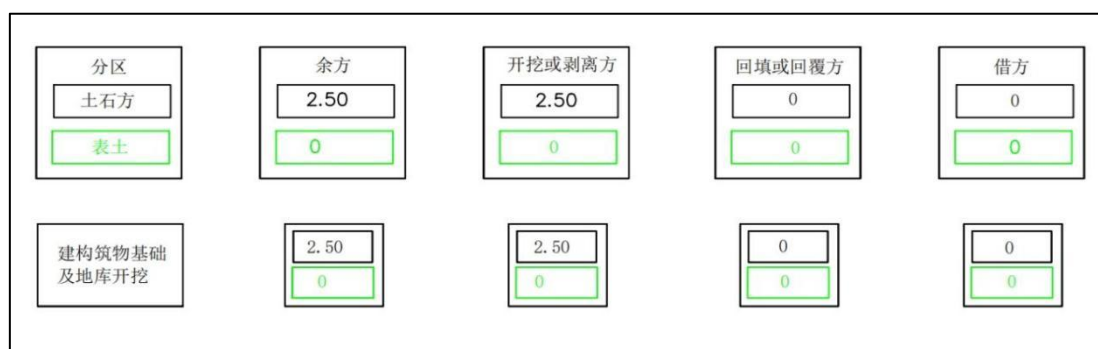 分区 余方 开挖或剥离方 回填或回覆方 借方
土石方 2.50 2.50 0 0
表土 0 0 0 0
建构筑物基础
及地库开挖
2.50 2.50 0 0
0 0 0 0